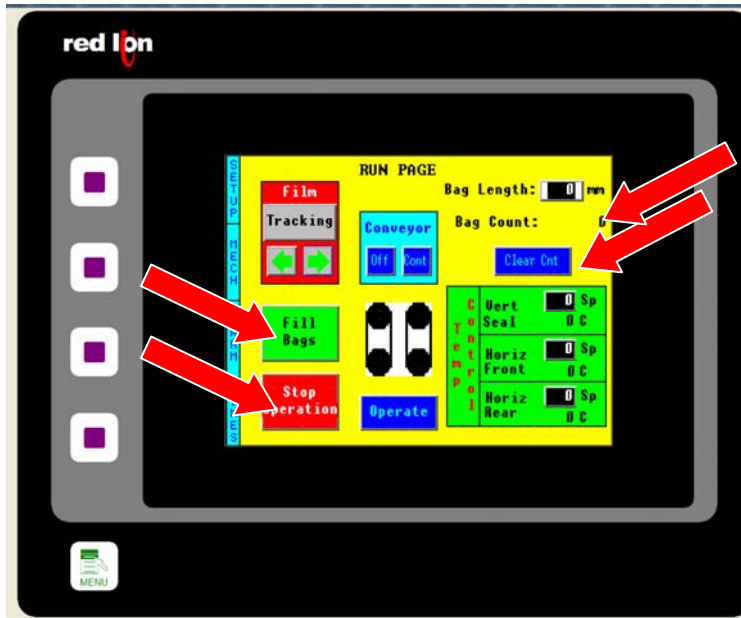 red lion
RUN PAGE
SETUP
Film
Tracking
Bag Length: 0 mm
Bag Count:
Conveyor
Off Cont
Clear Cnt
MECH
Fill
Bags
Stop
Operate
Temp
Control
Vert
Seal
0 Sp
0 C
Horiz
Front
0 Sp
0 C
Horiz
Rear
0 Sp
0 C
MENU